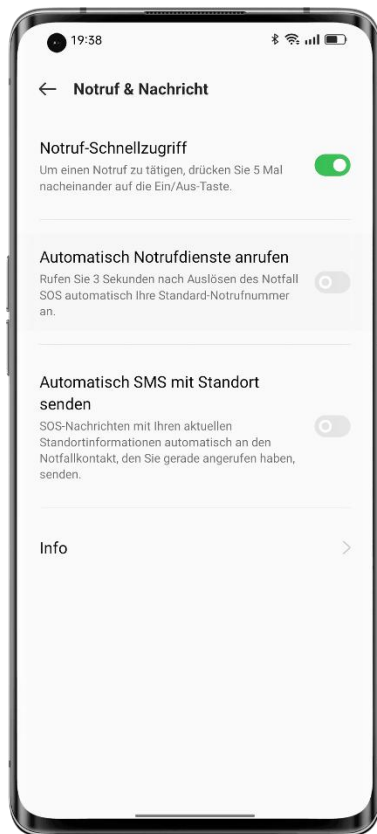 19:38
Notruf & Nachricht
Notruf-Schnellzugriff
Um einen Notruf zu tätigen, drücken Sie 5 Mal
nacheinander auf die Ein/Aus-Taste.
Automatisch Notrufdienste anrufen
Rufen Sie 3 Sekunden nach Auslösen des Notfall
SOS automatisch Ihre Standard-Notrufnummer
an.
Automatisch SMS mit Standort
senden
SOS-Nachrichten mit Ihren aktuellen
Standortinformationen automatisch an den
Notfallkontakt, den Sie gerade angerufen haben,
senden.
Info